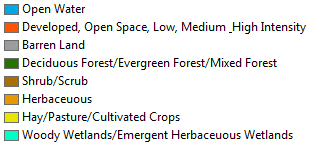 Open Water
Developed, Open Space, Low, Medium _High Intensity
Barren Land
Deciduous Forest/Evergreen Forest/Mixed Forest
Shrub/Scrub
Herbaceuous
Hay/Pasture/Cultivated Crops
Woody Wetlands/Emergent Herbaceuous Wetlands